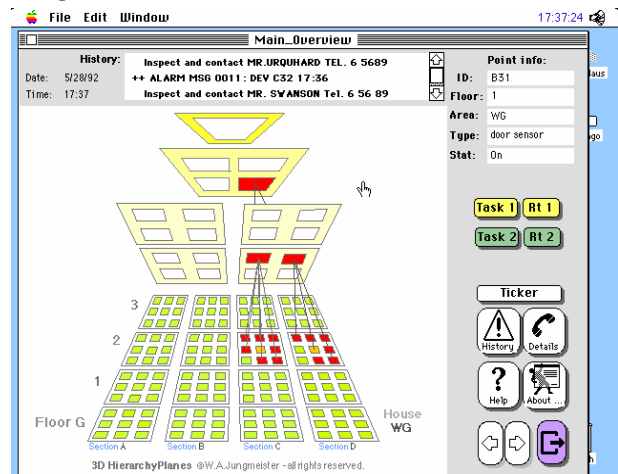 File Edit Window 17:37:24
Main_Overview
History:
Inspect and contact MR.URQUHARD TEL. 6 5689
Date: 5/28/92
++ ALARM MSG 0011 : DEV C32 17:36
Time: 17:37
Inspect and contact MR. SWANSON Tel. 6 56 89
Point info:
ID: B31
Floor: 1
Area: WG
Type: door sensor
Stat: On
Task 1 Rt 1
Task 2 Rt 2
Ticker
History Details
Help About ...
3
2
1
Floor G
House
WG
Section A Section B Section C Section D
3D HierarchyPlanes ©W.A.Jungmeister - all rights reserved.